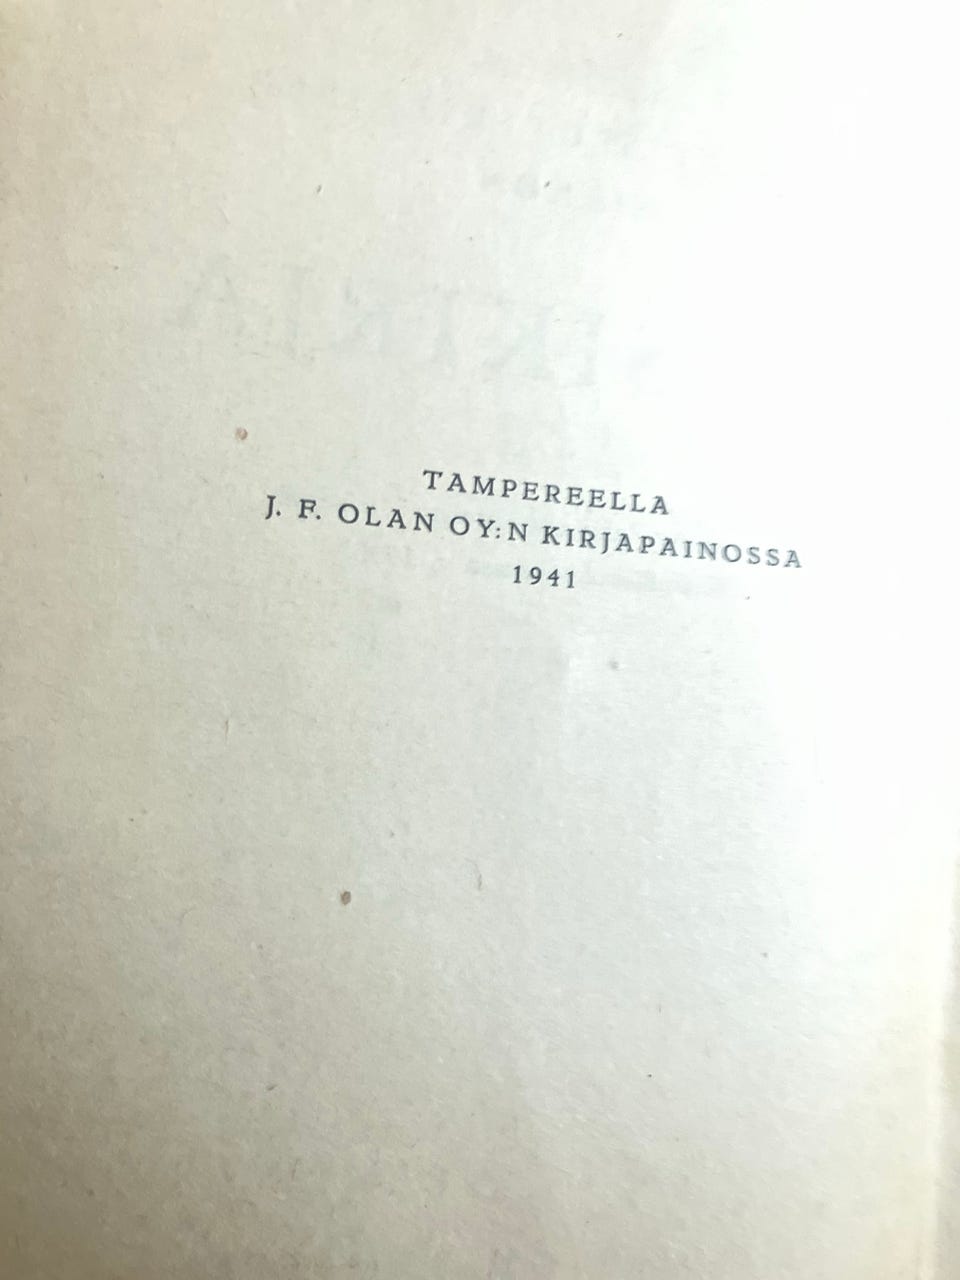 TAMPEREELLA
J. F. OLAN OY:N KIRJAPAINOSSA
1941